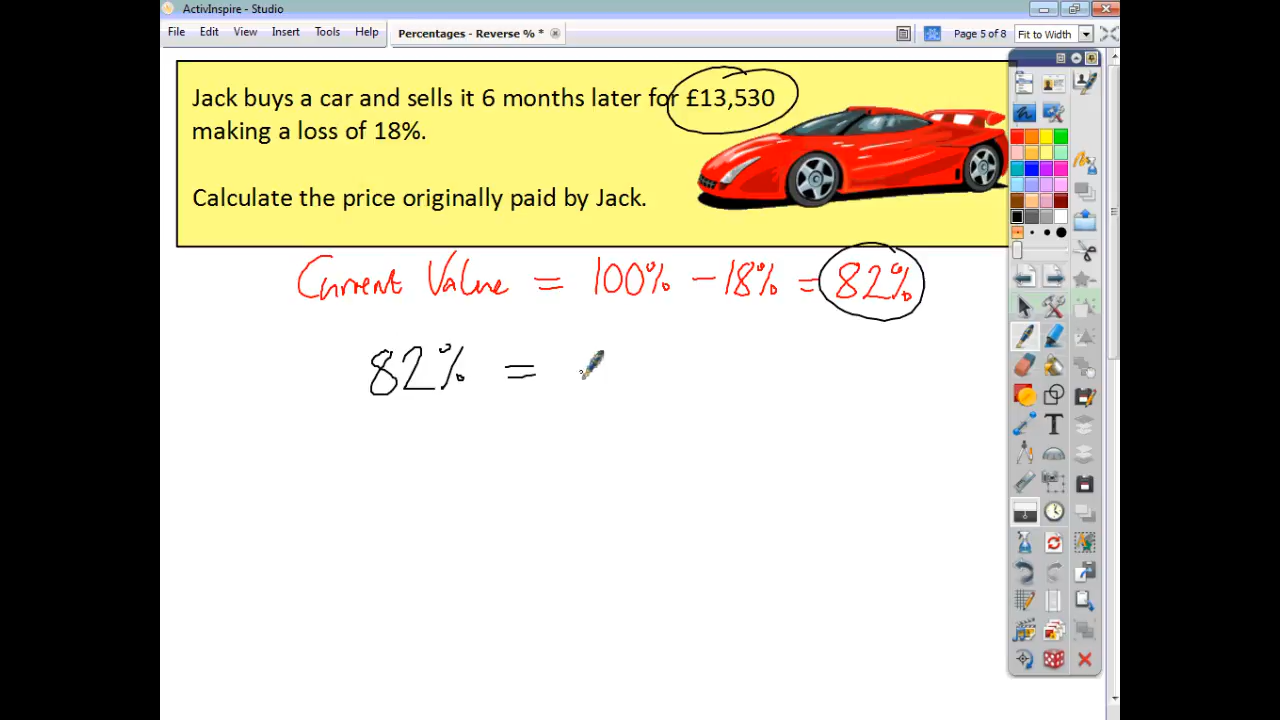 ActivInspire - Studio
File Edit View Insert Tools Help
Percentages - Reverse % *
Page 5 of 8
Fit to Width
Jack buys a car and sells it 6 months later for £13,530
making a loss of 18%.
Calculate the price originally paid by Jack.
Current Value = 100% - 18% = 82%
82% =